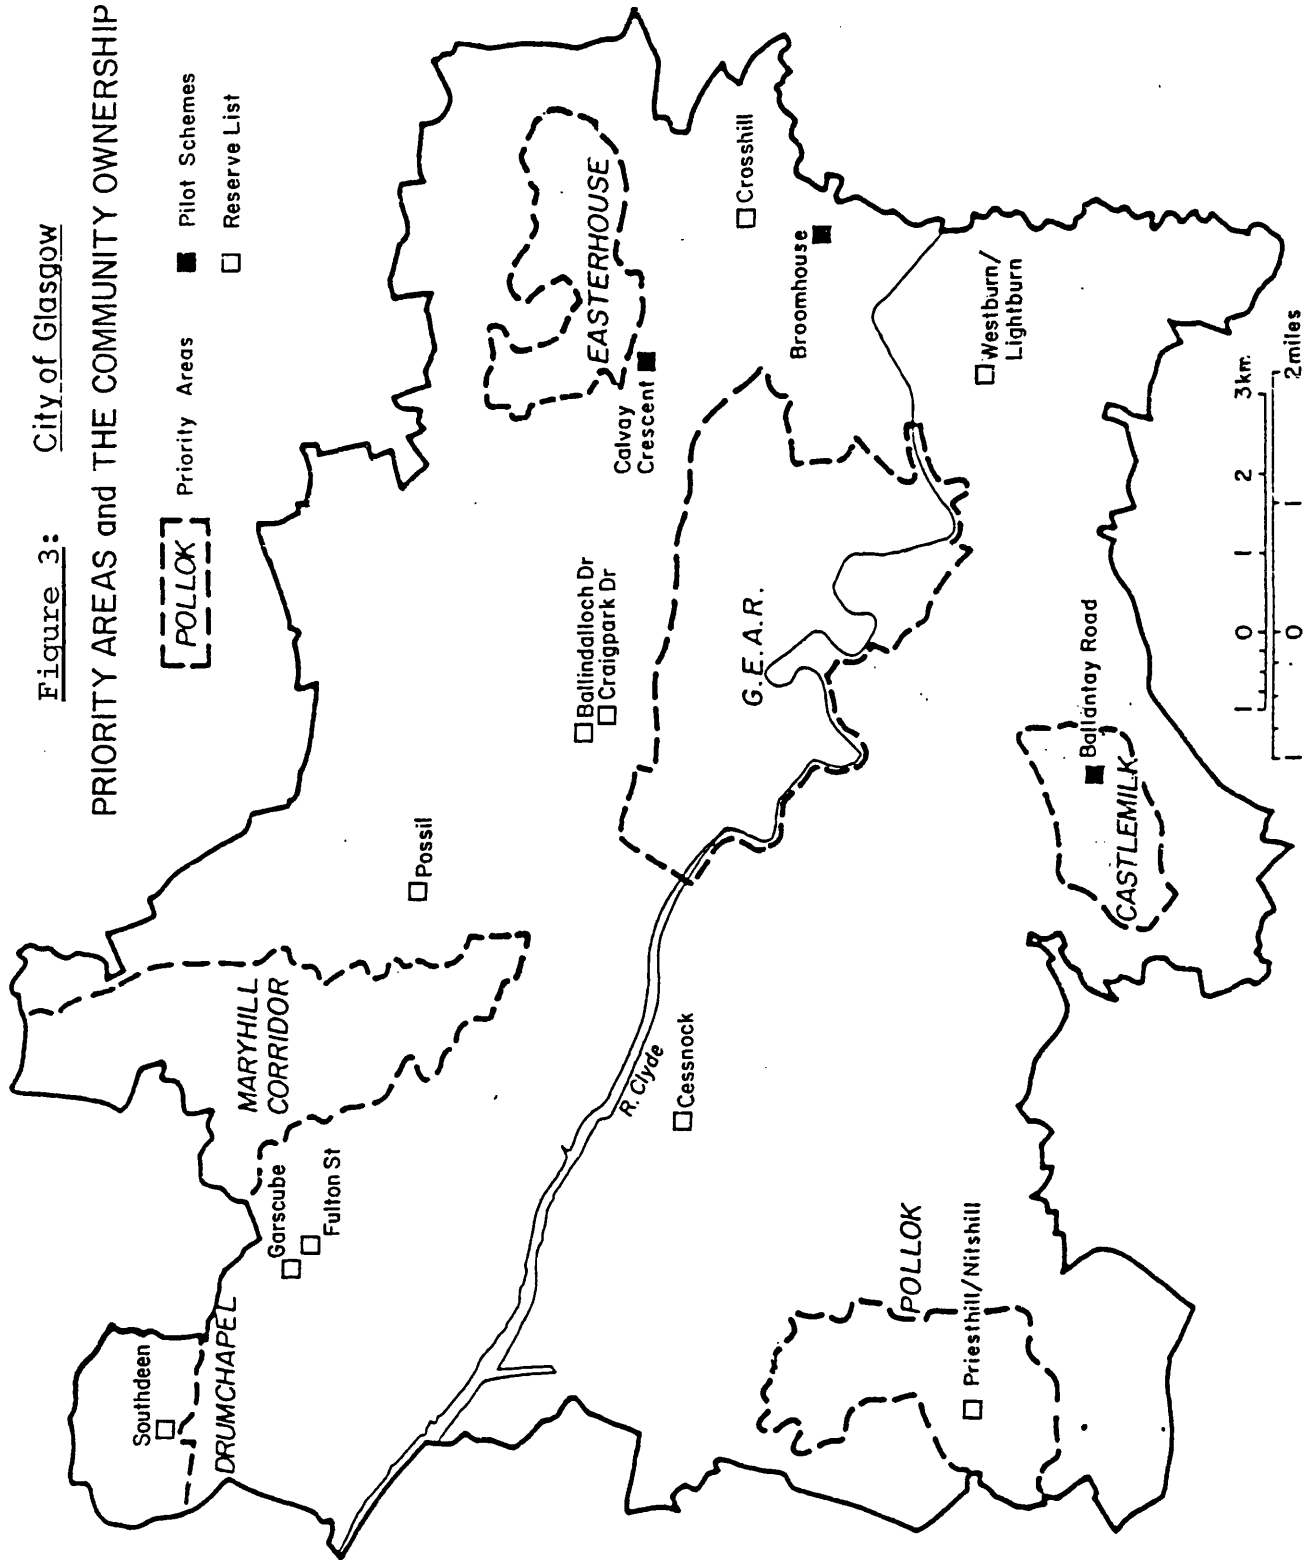 Figure 3: City of Glasgow
PRIORITY AREAS and THE COMMUNITY OWNERSHIP
POLLOK Priority Areas
Pilot Schemes
Reserve List
Southdeen
DRUMCHAPEL
Garscube
Fulton St
MARYHILL
CORRIDOR
Possil
Ballindalloch Dr
Craigpark Dr
EASTERHOUSE
Calvay
Crescent
Crosshill
Broomhouse
Westburn/
Lightburn
G.E.A.R.
R. Clyde
Cessnock
POLLOK
Priesthill/Nitshill
CASTLEMILK
Ballantay Road
1 0 1 2 3km
1 0 1 2miles